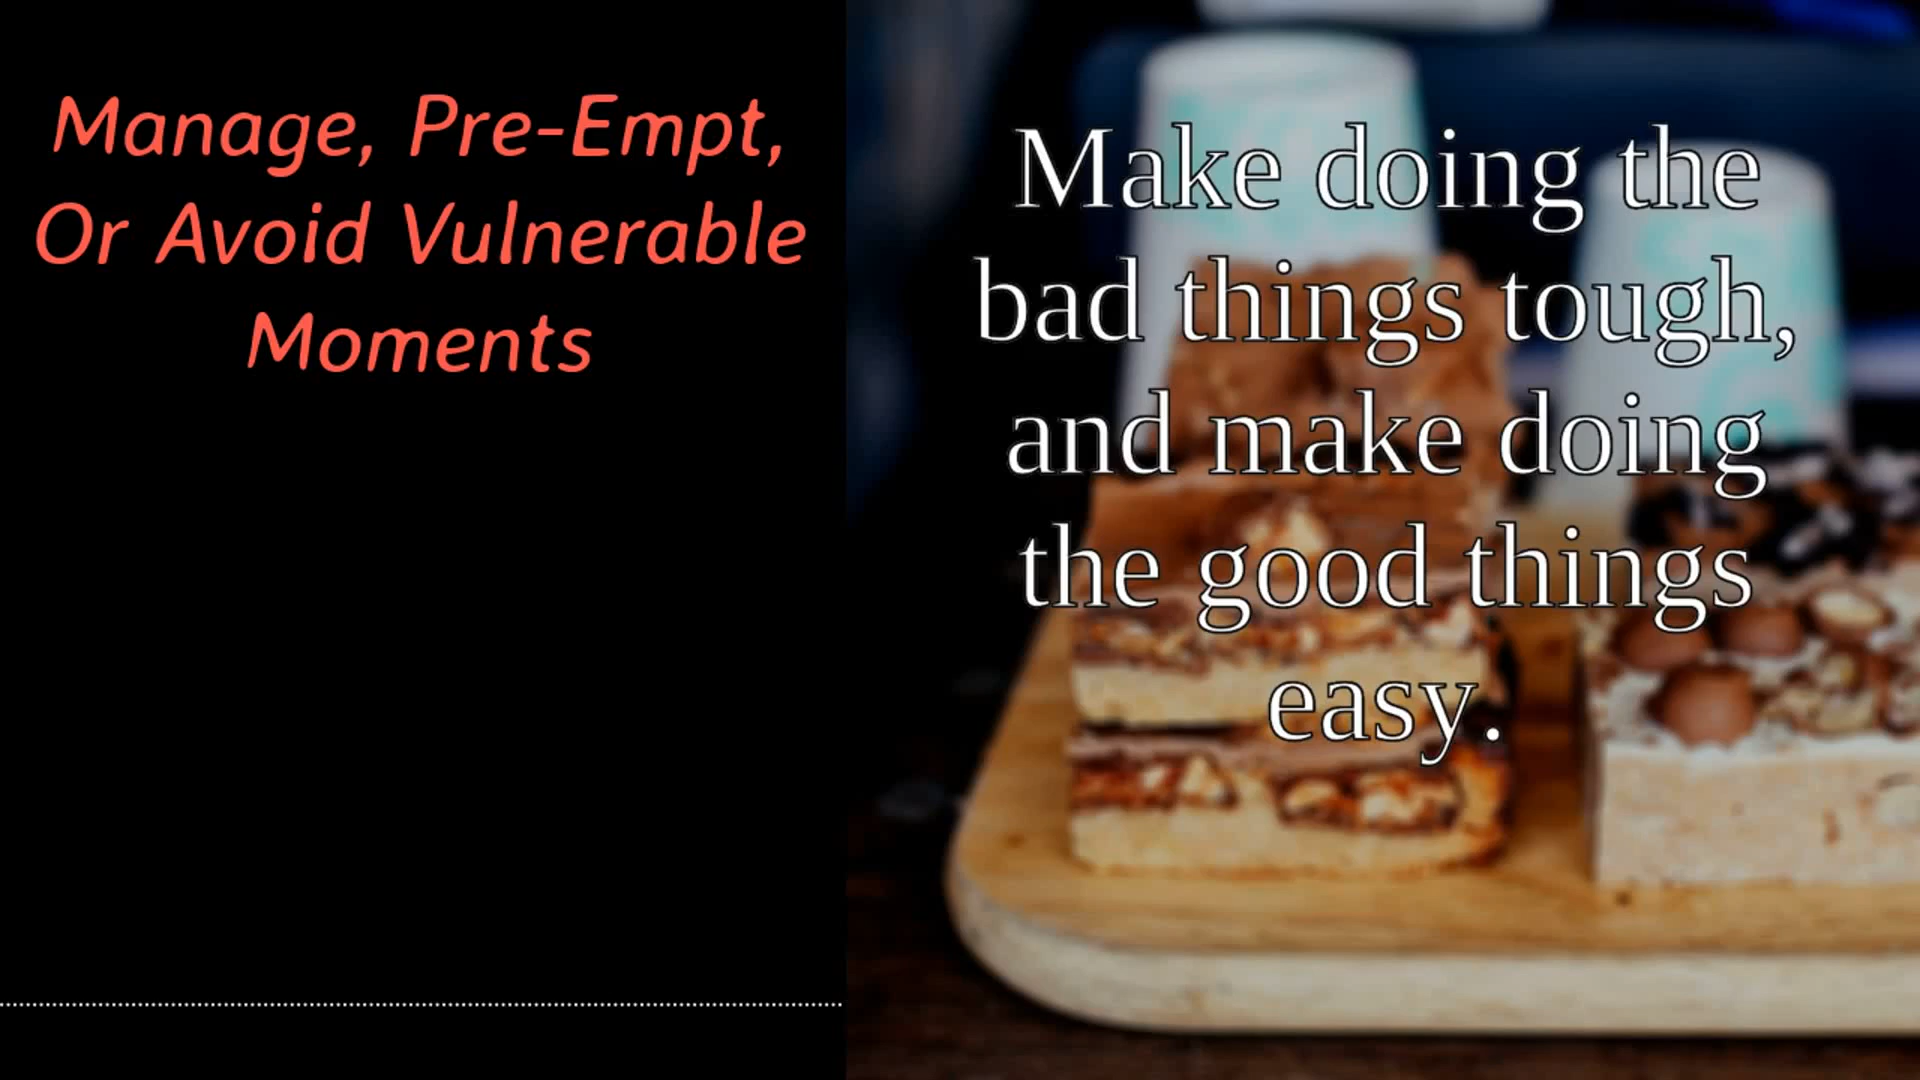 Manage, Pre-Empt,
Or Avoid Vulnerable
Moments
Make doing the
bad things tough,
and make doing
the good things
easy.